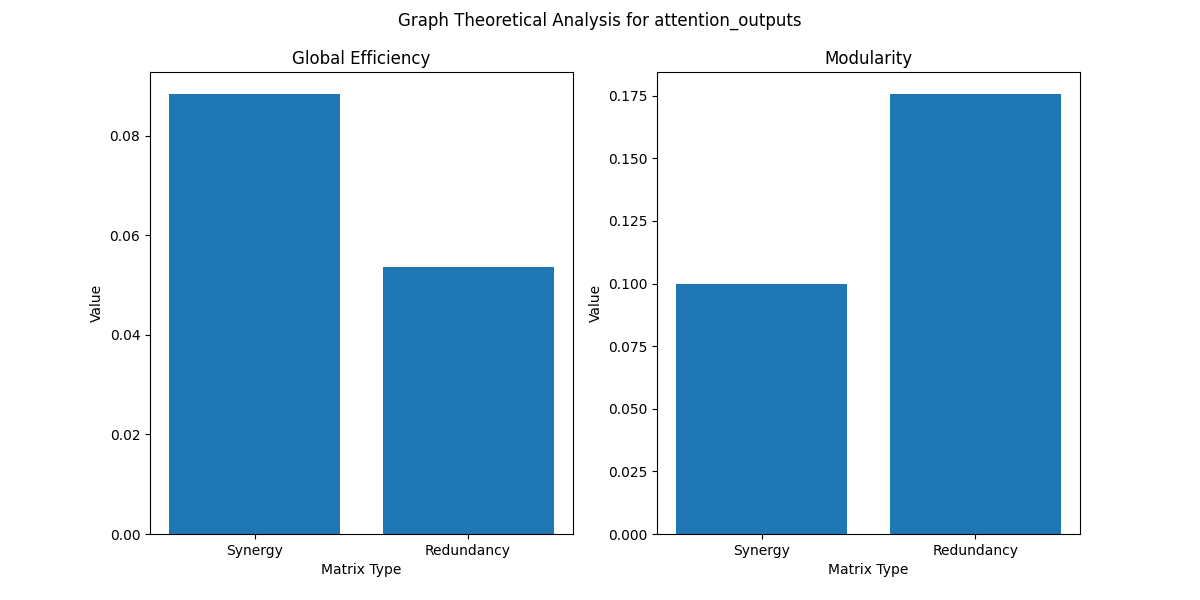 Graph Theoretical Analysis for attention_outputs
Global Efficiency
Modularity
0.08
0.06
0.04
0.02
0.00
Value
Synergy
Redundancy
Matrix Type
0.175
0.150
0.125
0.100
0.075
0.050
0.025
0.000
Value
Synergy
Redundancy
Matrix Type